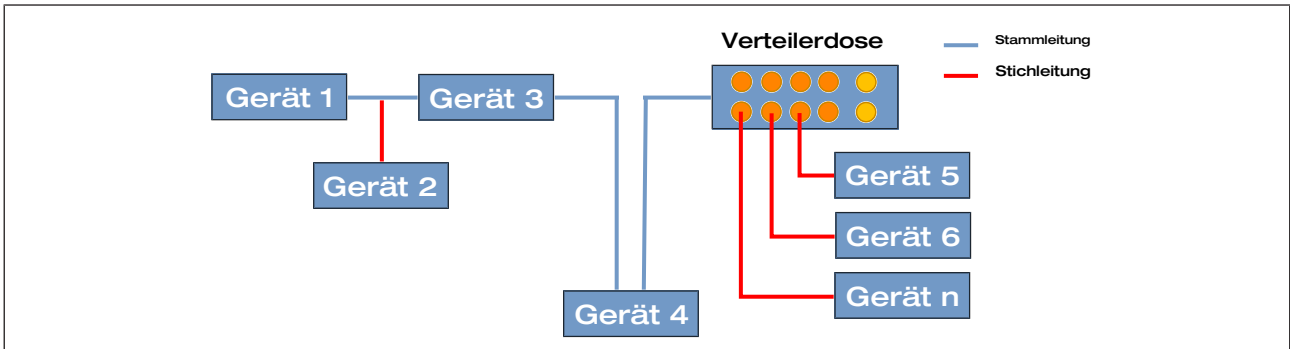 Verteilerdose
Stammleitung
Stichleitung
Gerät 1
Gerät 3
Gerät 2
Gerät 5
Gerät 6
Gerät n
Gerät 4